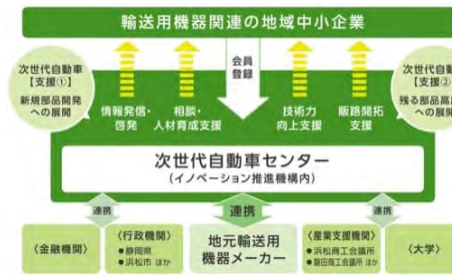 輸送用機器関連の地域中小企業
会員
登録
次世代自動車
【支援①】
新規部品開発
への展開
次世代自動車
【支援②】
残る部品高
への展開
情報発信・
啓発
相談・
人材育成支援
技術力
向上支援
販路開拓
支援
次世代自動車センター
（イノベーション推進機構内）
連携
連携
連携
〈金融機関〉
〈行政機関〉
●静岡県
●浜松市 ほか
地元輸送用
機器メーカー
〈産業支援機関〉
●浜松商工会議所
●磐田商工会議所 ほか
〈大学〉